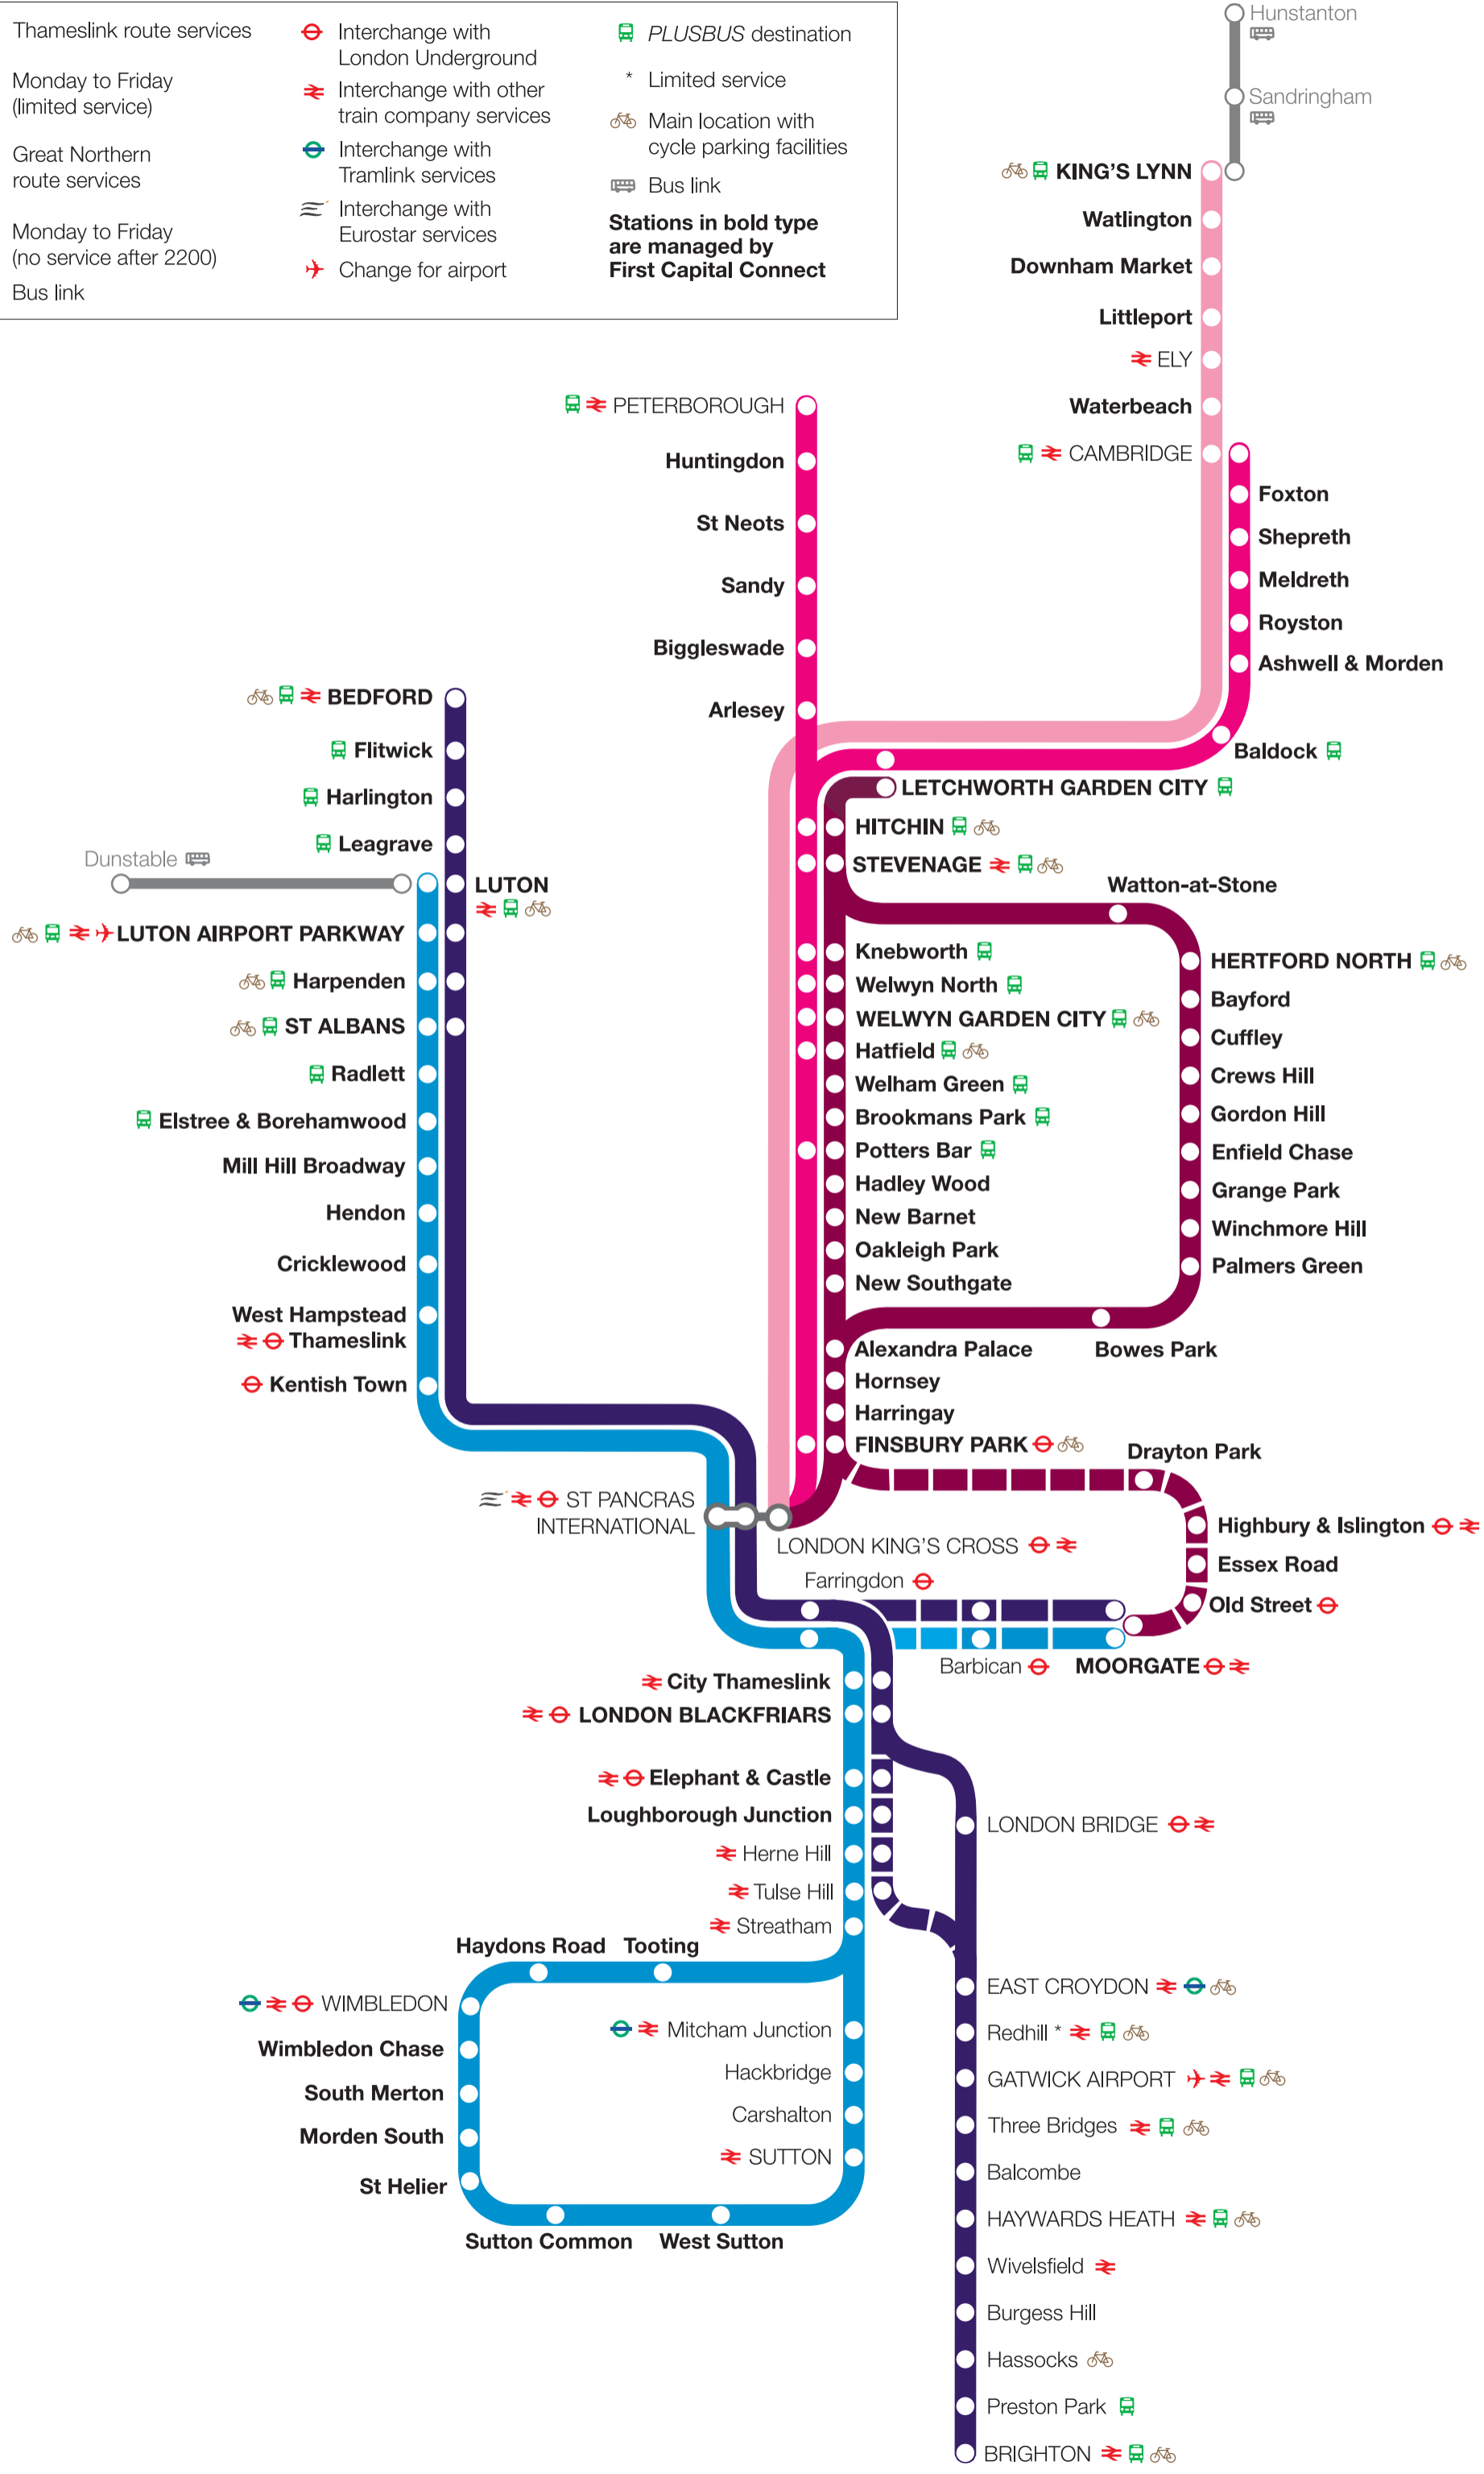 Thameslink route services
Monday to Friday
(limited service)
Great Northern
route services
Monday to Friday
(no service after 2200)
Bus link
Interchange with
London Underground
Interchange with other
train company services
Interchange with
Tramlink services
Interchange with
Eurostar services
Change for airport
PLUSBUS destination
* Limited service
Main location with
cycle parking facilities
Bus link
Stations in bold type
are managed by
First Capital Connect
Hunstanton
Sandringham
KING'S LYNN
Watlington
Downham Market
Littleport
ELY
Waterbeach
CAMBRIDGE
Foxton
Shepreth
Meldreth
Royston
Ashwell & Morden
Baldock
LETCHWORTH GARDEN CITY
PETERBOROUGH
Huntingdon
St Neots
Sandy
Biggleswade
Arlesey
HITCHIN
STEVENAGE
Watton-at-Stone
Knebworth
Welwyn North
WELWYN GARDEN CITY
Hatfield
Welham Green
Brookmans Park
Potters Bar
Hadley Wood
New Barnet
Oakleigh Park
New Southgate
HERTFORD NORTH
Bayford
Cuffley
Crews Hill
Gordon Hill
Enfield Chase
Grange Park
Winchmore Hill
Palmers Green
Bowes Park
Alexandra Palace
Hornsey
Harringay
FINSBURY PARK
Drayton Park
Highbury & Islington
Essex Road
Old Street
MOORGATE
Barbican
Farringdon
LONDON KING'S CROSS
BEDFORD
Flitwick
Harlington
Leagrave
Dunstable
LUTON
LUTON AIRPORT PARKWAY
Harpenden
ST ALBANS
Radlett
Elstree & Borehamwood
Mill Hill Broadway
Hendon
Cricklewood
West Hampstead
Thameslink
Kentish Town
ST PANCRAS
INTERNATIONAL
City Thameslink
LONDON BLACKFRIARS
Elephant & Castle
Loughborough Junction
Herne Hill
Tulse Hill
Streatham
Haydons Road
Tooting
WIMBLEDON
Wimbledon Chase
South Merton
Morden South
St Helier
Sutton Common
West Sutton
Mitcham Junction
Hackbridge
Carshalton
SUTTON
LONDON BRIDGE
EAST CROYDON
Redhill *
GATWICK AIRPORT
Three Bridges
Balcombe
HAYWARDS HEATH
Wivelsfield
Burgess Hill
Hassocks
Preston Park
BRIGHTON